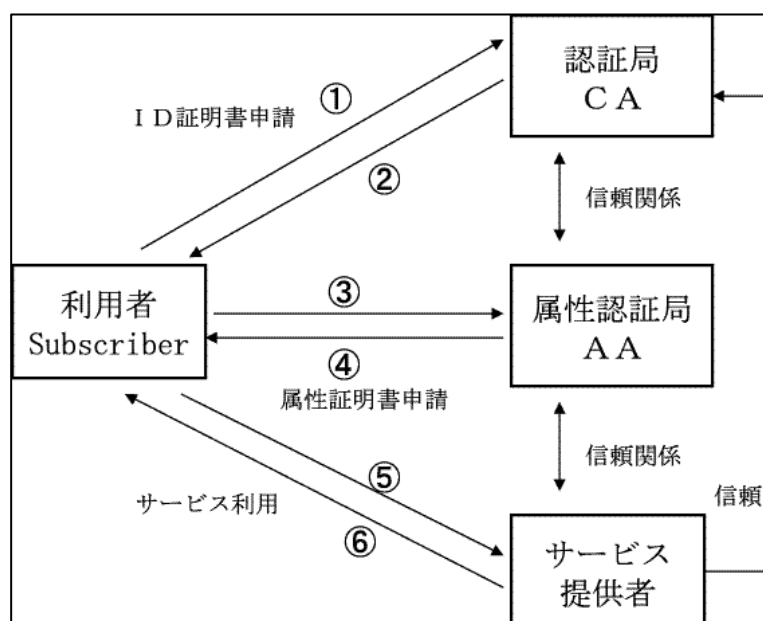 認証局
ＣＡ
①
ＩＤ証明書申請
②
信頼関係
利用者
Subscriber
③
属性認証局
ＡＡ
④
属性証明書申請
信頼関係
⑤
信頼
サービス利用
⑥
サービス
提供者